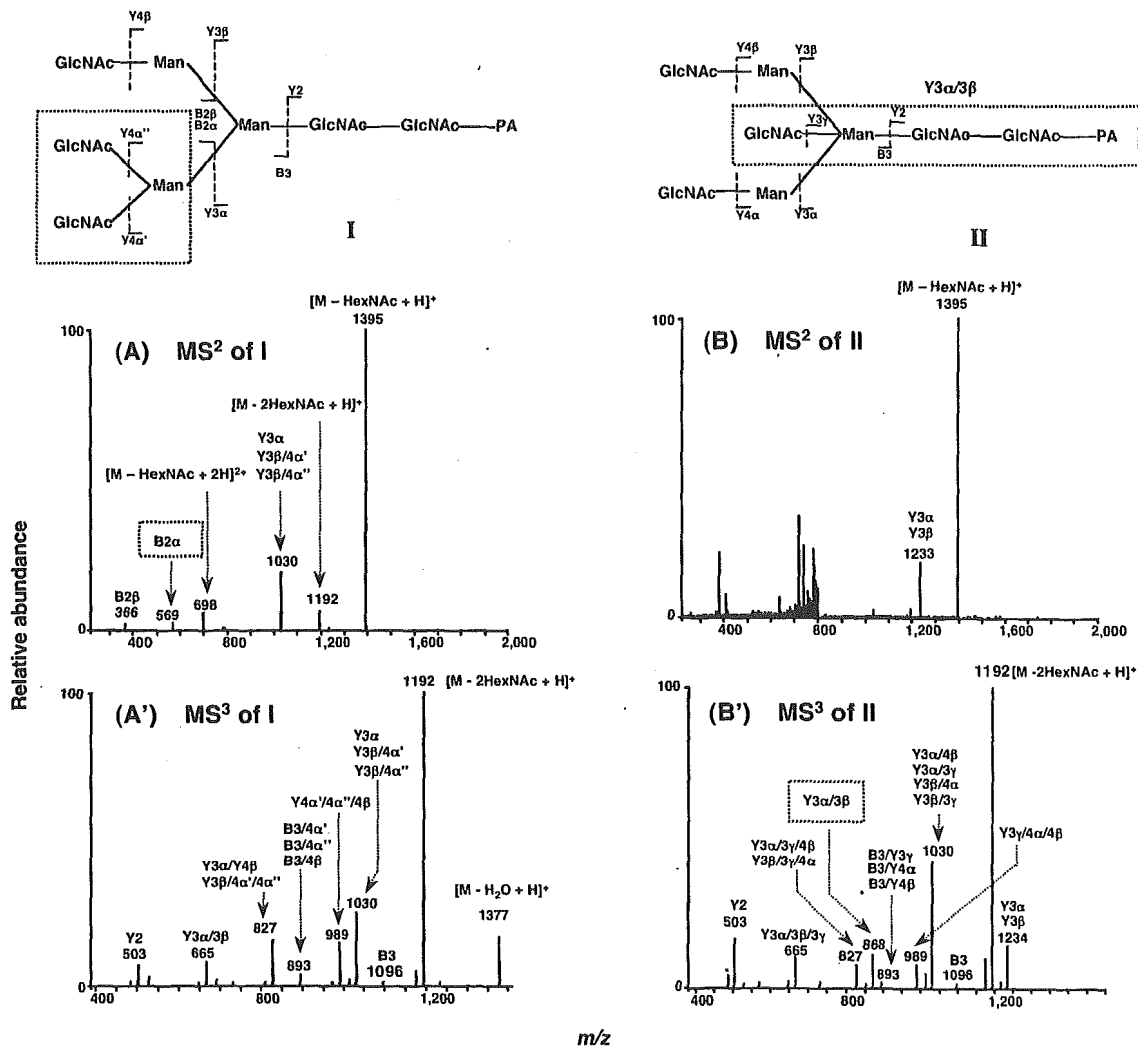 Y4β
Y3β
GlcNAc Man
B2β
B2α
Y2
Man GlcNAc GlcNAc PA
B3
Y4α''
GlcNAc
Man
GlcNAc
Y4α'
Y3α
I
Y4β
Y3β
GlcNAc Man
Y3α/3β
Y3γ
Y2
GlcNAc Man GlcNAc GlcNAc PA
B3
GlcNAc Man
Y4α
Y3α
II
Relative abundance
[M – HexNAc + H]⁺
1395
100
(A) MS² of I
[M - 2HexNAc + H]⁺
Y3α
Y3β/4α'
Y3β/4α''
[M – HexNAc + 2H]²⁺
B2α
1030
B2β
366
569
698
1192
0
400 800 1,200 1,600 2,000
[M – HexNAc + H]⁺
1395
100
(B) MS² of II
Y3α
Y3β
1233
0
400 800 1,200 1,600 2,000
1192 [M - 2HexNAc + H]⁺
100
(A') MS³ of I
Y3α
Y3β/4α'
Y3β/4α''
Y4α'/4α''/4β
B3/4α'
B3/4α''
B3/4β
Y3α/Y4β
Y3β/4α'/4α''
[M - H₂O + H]⁺
1377
1030
827
989
Y2
503
Y3α/3β
665
893
B3
1096
0
400 800 1,200
1192 [M -2HexNAc + H]⁺
100
(B') MS³ of II
Y3α/4β
Y3α/3γ
Y3β/4α
Y3β/3γ
Y3α/3β
Y3γ/4α/4β
Y3α/3γ/4β
Y3β/3γ/4α
B3/Y3γ
B3/Y4α
B3/Y4β
1030
Y2
503
Y3α/3β/3γ
665
827
868
893
989
B3
1096
Y3α
Y3β
1234
0
400 800 1,200
m/z